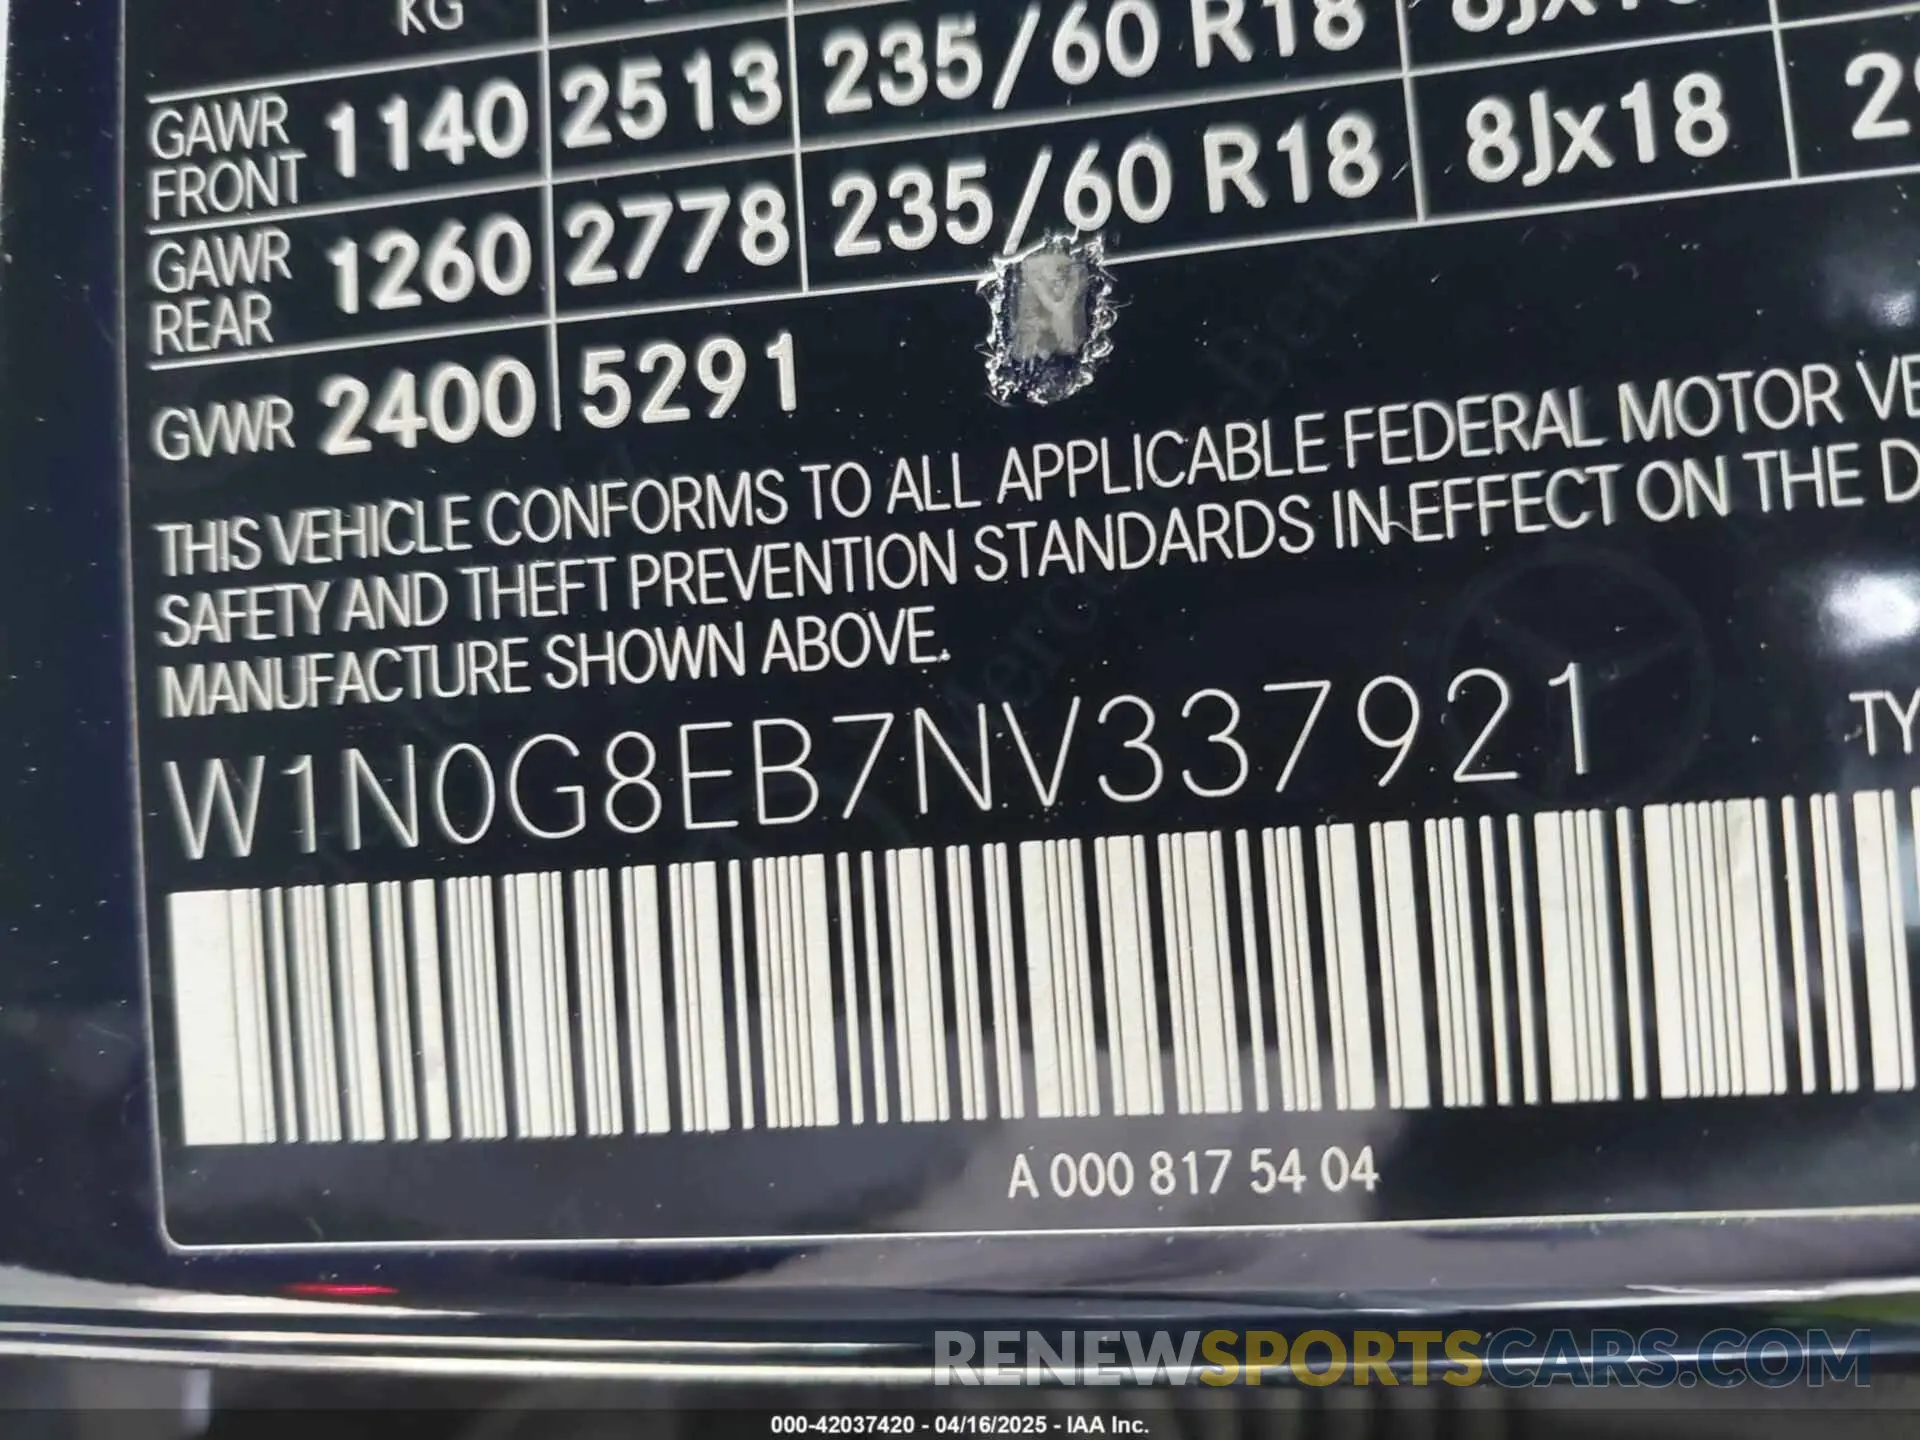 KG
GAWR FRONT 1140 2513 235/60 R18
GAWR REAR 1260 2778 235/60 R18 8Jx18
GVWR 2400 5291
THIS VEHICLE CONFORMS TO ALL APPLICABLE FEDERAL MOTOR VE
SAFETY AND THEFT PREVENTION STANDARDS IN EFFECT ON THE D
MANUFACTURE SHOWN ABOVE.
W1N0G8EB7NV337921 TY
A 000 817 54 04
RENEWSPORTSCARS.COM
000-42037420 - 04/16/2025 - IAA Inc.